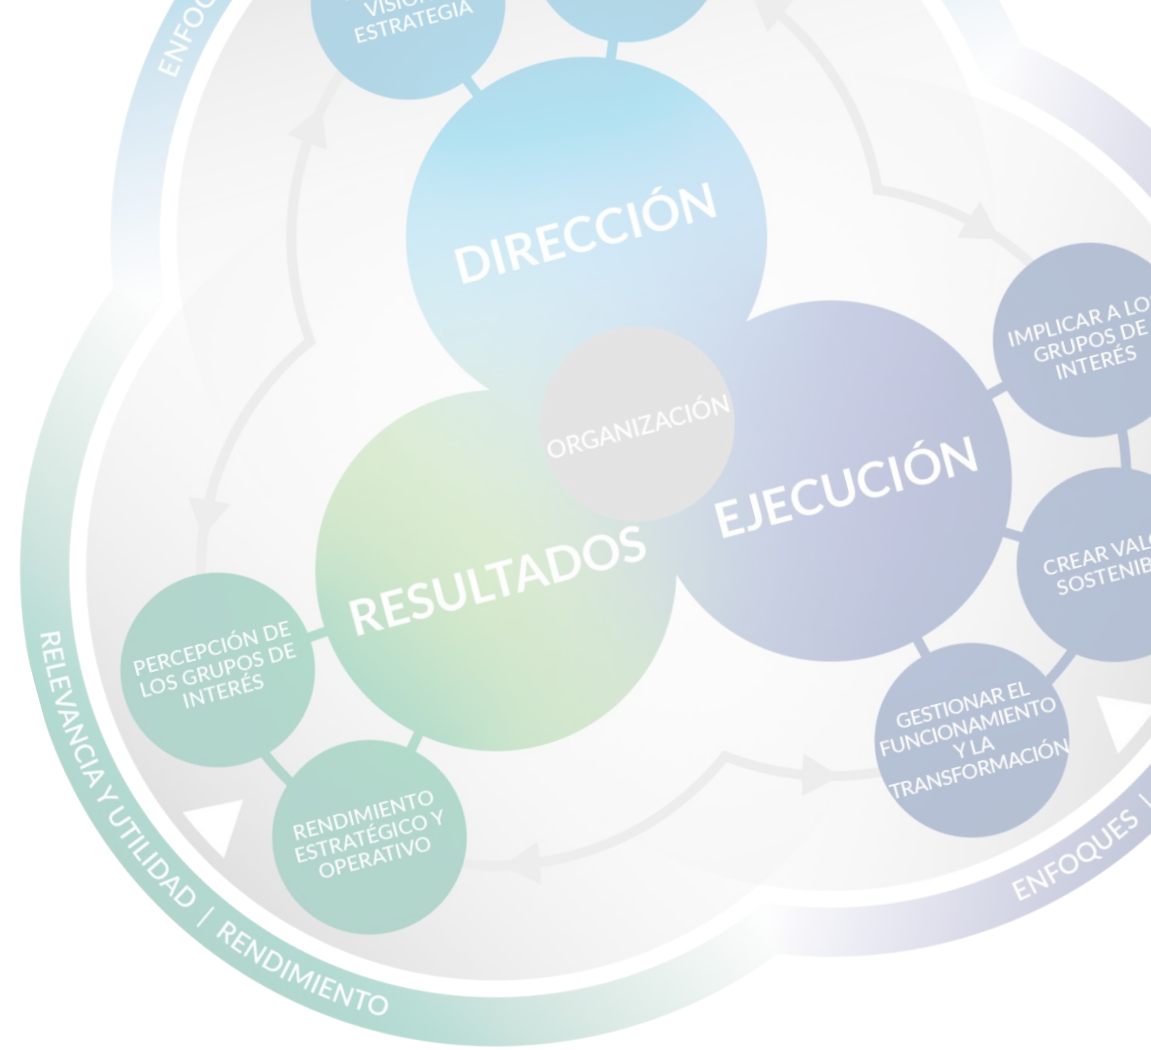 ENFOQ
VISIÓN
ESTRATEGIA
DIRECCIÓN
ORGANIZACIÓN
EJECUCIÓN
RESULTADOS
IMPLICAR A LO
GRUPOS DE
INTERÉS
CREAR VAL
SOSTENIB
GESTIONAR EL
FUNCIONAMIENTO
Y LA
TRANSFORMACIÓN
PERCEPCIÓN DE
LOS GRUPOS DE
INTERÉS
RENDIMIENTO
ESTRATÉGICO Y
OPERATIVO
RELEVANCIA Y UTILIDAD | RENDIMIENTO
ENFOQUES |